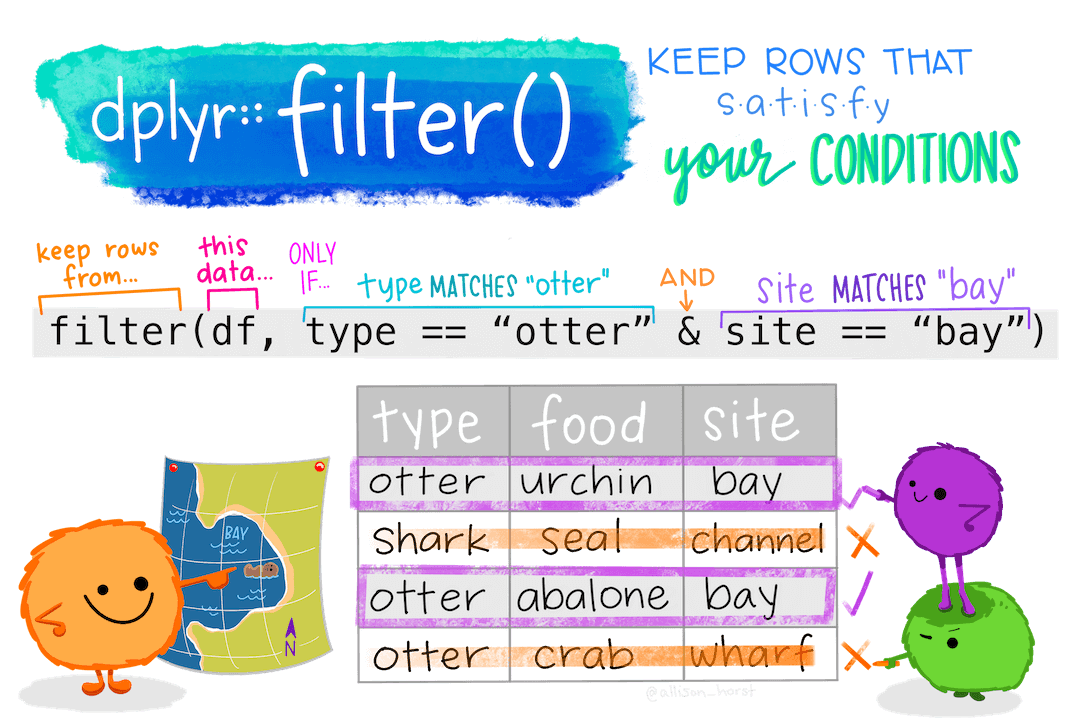 dplyr::filter()
KEEP ROWS THAT
s·a·t·i·s·f·y
your CONDITIONS
keep rows
from...
this
data...
ONLY
IF...
type MATCHES "otter"
AND
site MATCHES "bay"
filter(df, type == “otter” & site == “bay”)
type food site
otter urchin bay
shark seal channel
otter abalone bay
otter crab wharf
BAY
N
@allison_horst